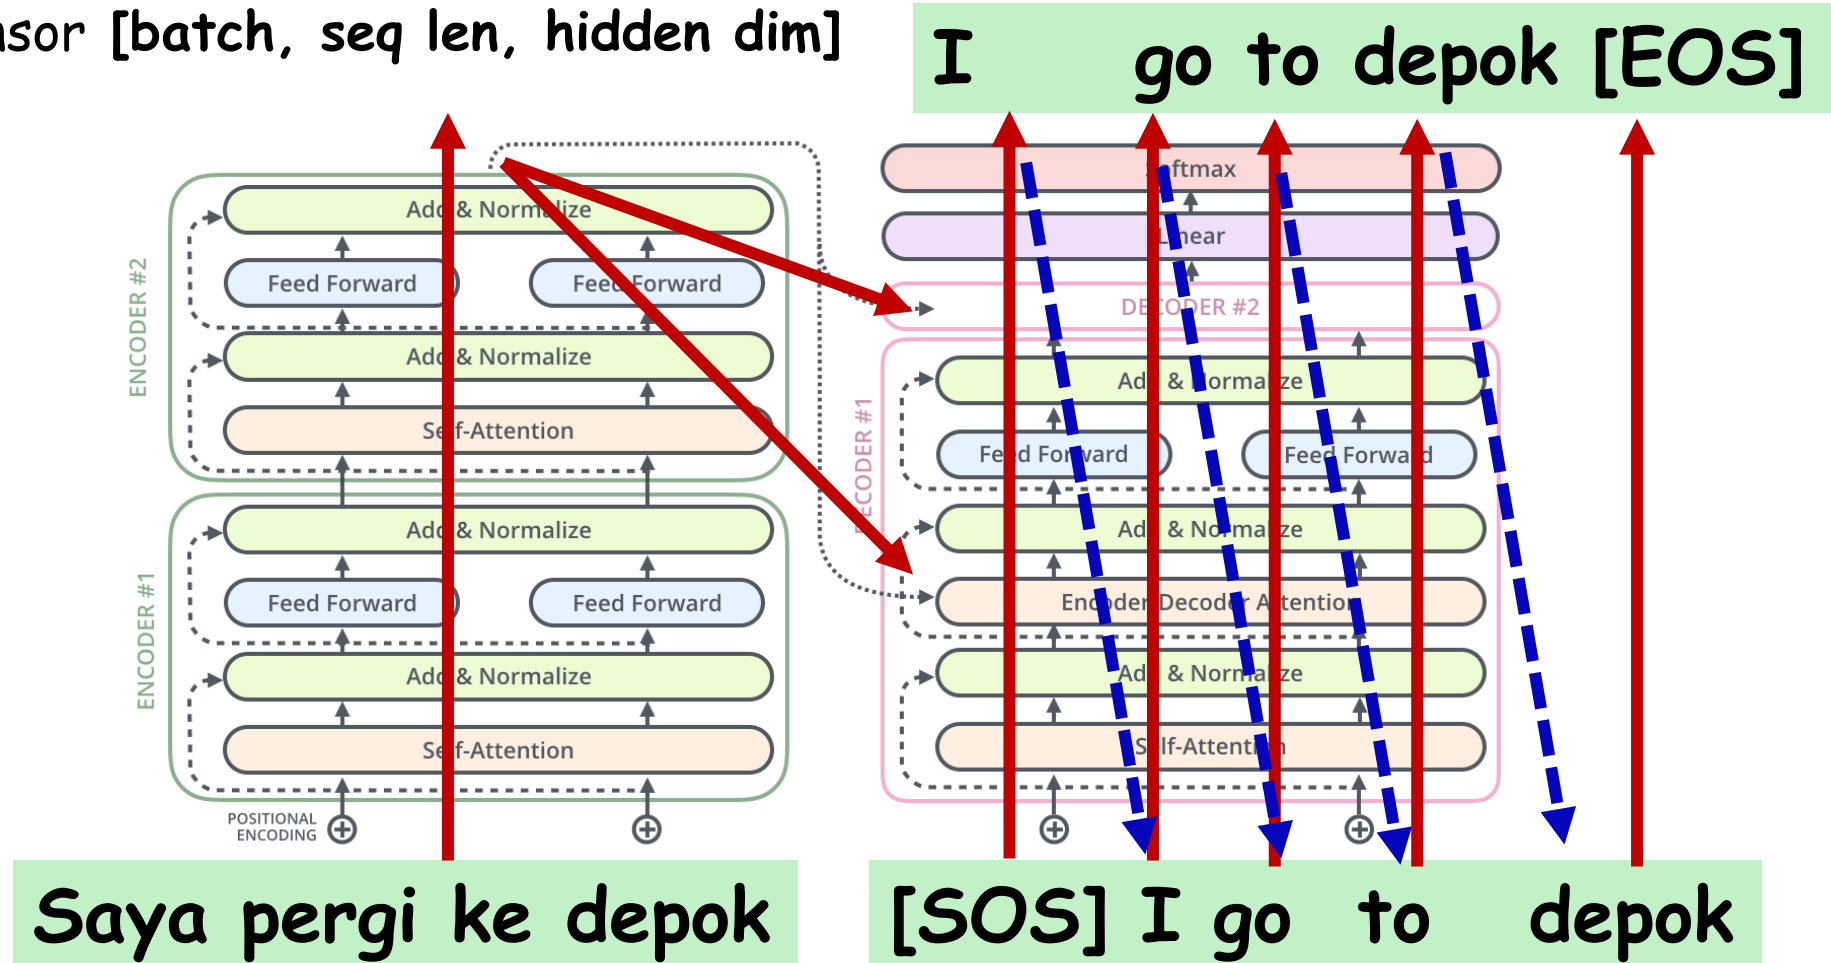 [batch, seq len, hidden dim]
I go to depok [EOS]
ENCODER #2
Add & Normalize
Feed Forward Feed Forward
Add & Normalize
Self-Attention
ENCODER #1
Add & Normalize
Feed Forward Feed Forward
Add & Normalize
Self-Attention
POSITIONAL
ENCODING
Saya pergi ke depok
Softmax
Linear
DECODER #2
DECODER #1
Add & Normalize
Feed Forward Feed Forward
Add & Normalize
Encoder-Decoder Attention
Add & Normalize
Self-Attention
[SOS] I go to depok